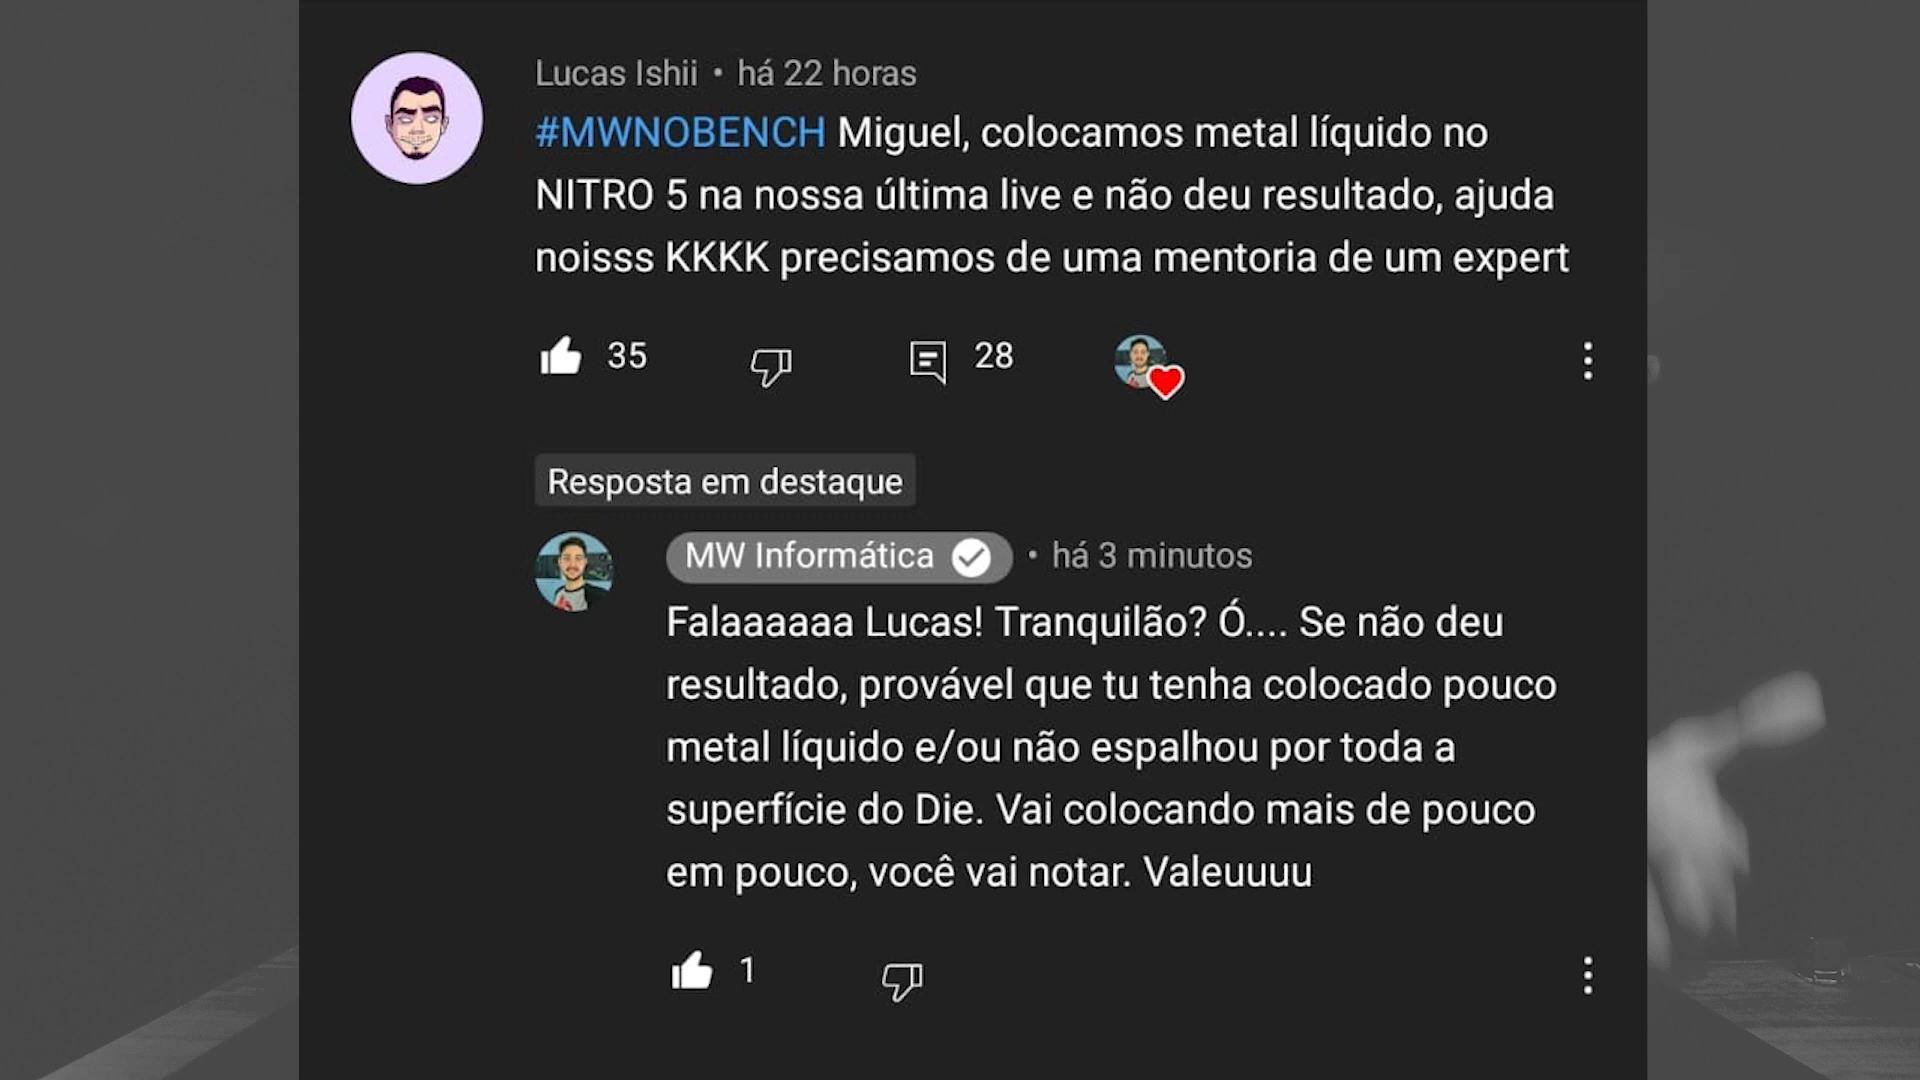 Lucas Ishii • há 22 horas
#MWNOBENCH Miguel, colocamos metal líquido no
NITRO 5 na nossa última live e não deu resultado, ajuda
noisss KKKK precisamos de uma mentoria de um expert
35
28
Resposta em destaque
MW Informática • há 3 minutos
Falaaaaaa Lucas! Tranquilão? Ó.... Se não deu
resultado, provável que tu tenha colocado pouco
metal líquido e/ou não espalhou por toda a
superfície do Die. Vai colocando mais de pouco
em pouco, você vai notar. Valeuuuu
1